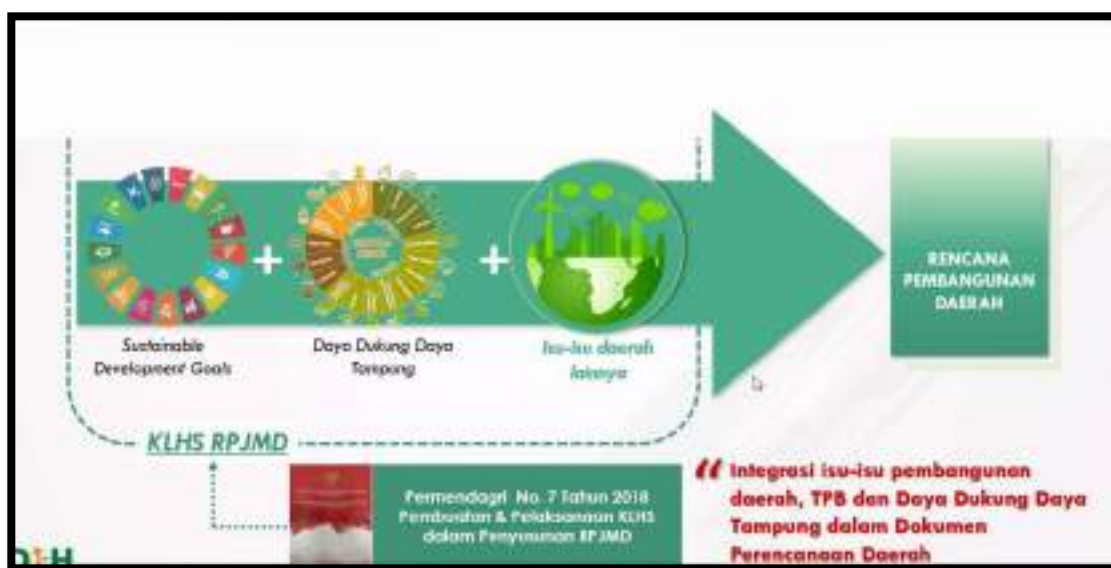 Sustainable
Development Goals
Daya Dukung Daya
Tampung
Isu-isu daerah
lainnya
RENCANA
PEMBANGUNAN
DAERAH
KLHS RPJMD
Permendagri No. 7 Tahun 2018
Pembuatan & Pelaksanaan KLHS
dalam Penyusunan RPJMD
“ Integrasi isu-isu pembangunan
daerah, TPB dan Daya Dukung Daya
Tampung dalam Dokumen
Perencanaan Daerah